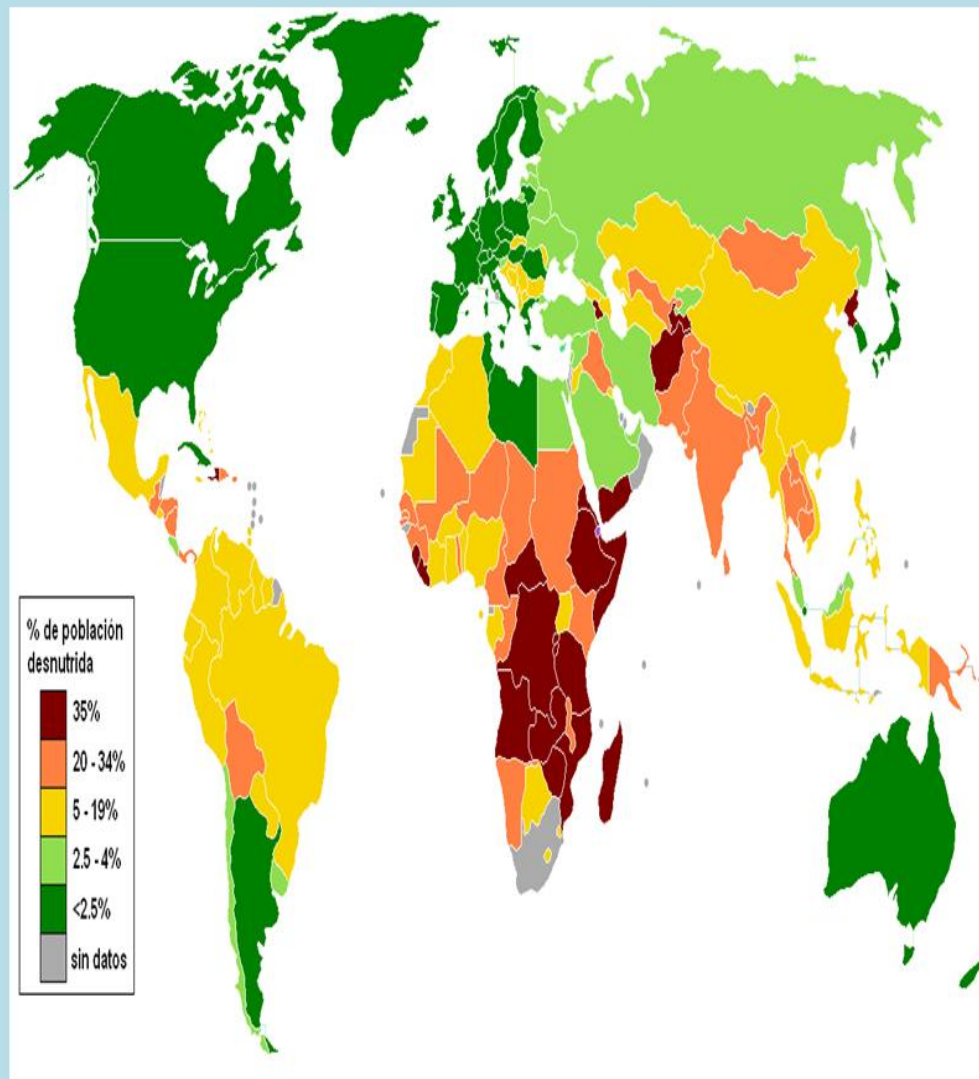 % de población
desnutrida
35%
20 - 34%
5 - 19%
2.5 - 4%
<2.5%
sin datos